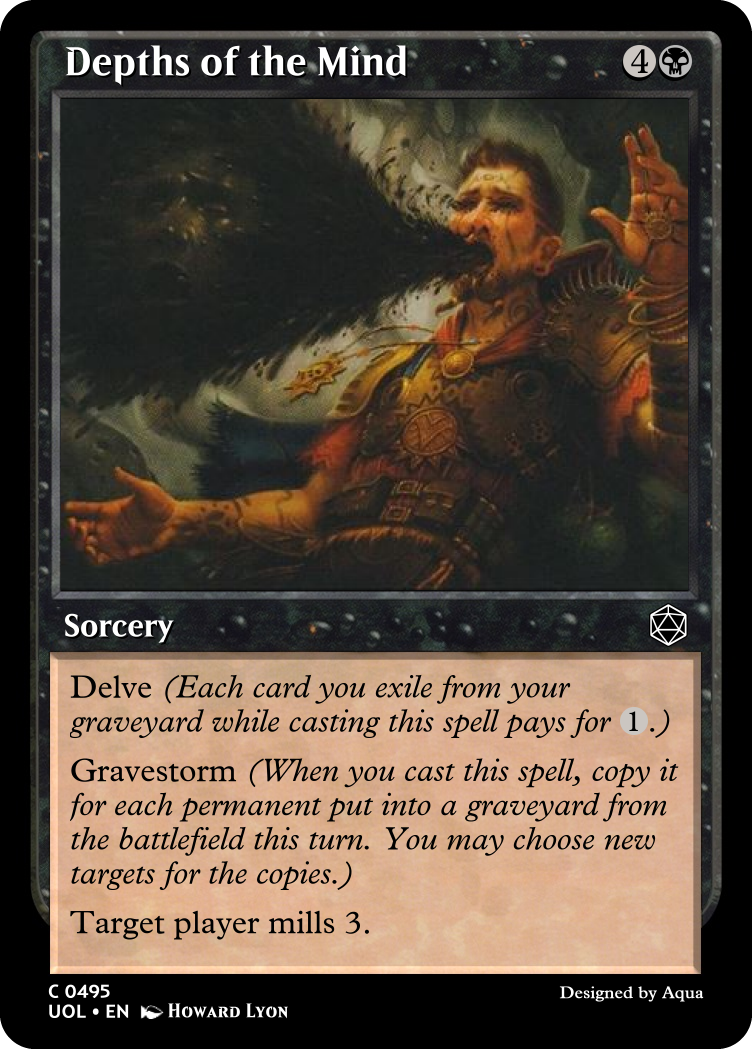 Depths of the Mind 4
Sorcery
Delve (Each card you exile from your
graveyard while casting this spell pays for 1.)
Gravestorm (When you cast this spell, copy it
for each permanent put into a graveyard from
the battlefield this turn. You may choose new
targets for the copies.)
Target player mills 3.
C 0495
UOL • EN Howard Lyon
Designed by Aqua